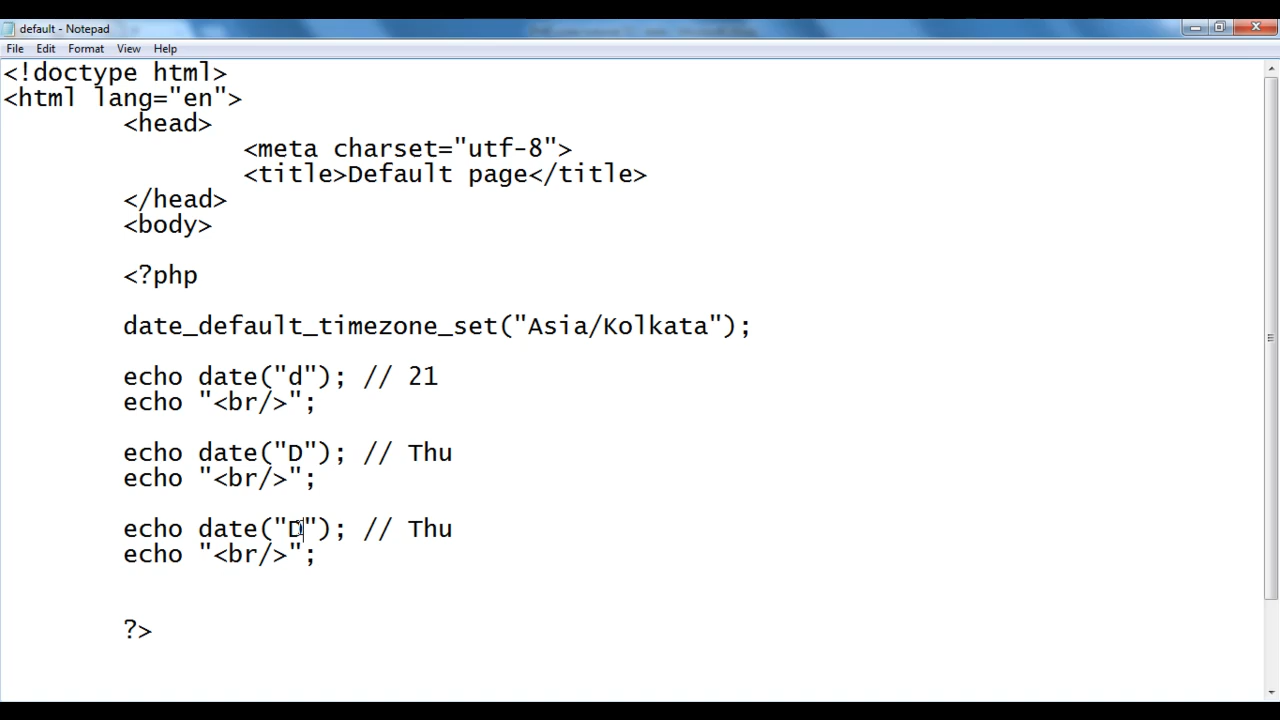 default - Notepad
File Edit Format View Help
<!doctype html>
<html lang="en">
<head>
<meta charset="utf-8">
<title>Default page</title>
</head>
<body>
<?php
date_default_timezone_set("Asia/Kolkata");
echo date("d"); // 21
echo "<br/>";
echo date("D"); // Thu
echo "<br/>";
echo date("D"); // Thu
echo "<br/>";
?>